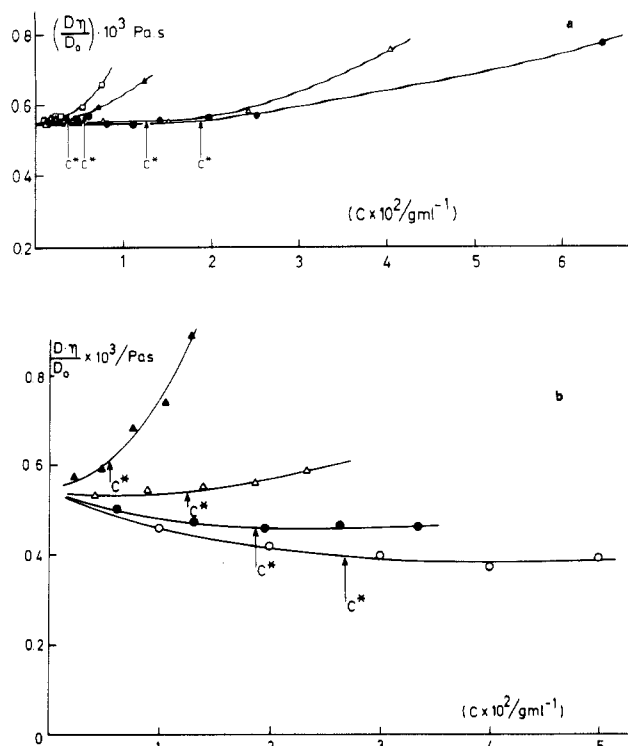 (Dη/D₀)·10³ Pa.s
a
0.8
0.6
0.4
0.2
C* C* C* C*
1 2 3 4 5 6
(C×10²/gml⁻¹)
D·η/D₀ ×10³/Pas
b
0.8
0.6
0.4
0.2
0
C*
C*
C*
C*
1 2 3 4 5
(C×10²/gml⁻¹)